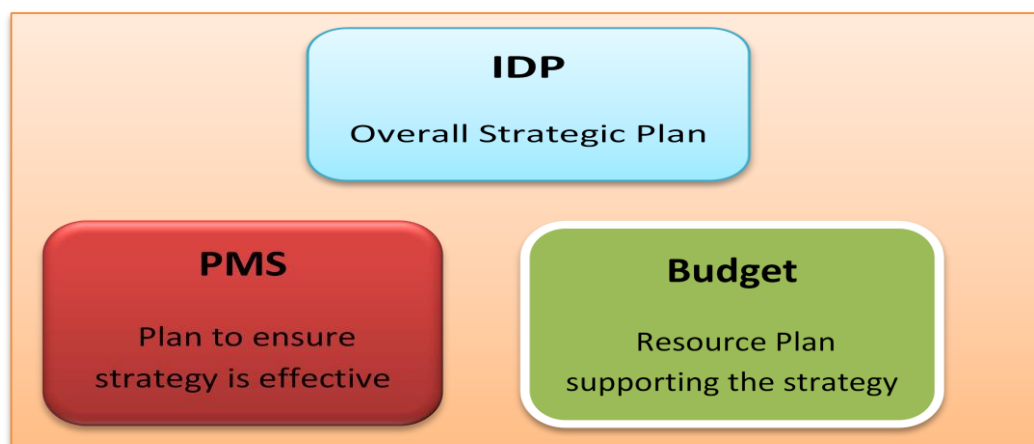 IDP
Overall Strategic Plan
PMS
Plan to ensure
strategy is effective
Budget
Resource Plan
supporting the strategy